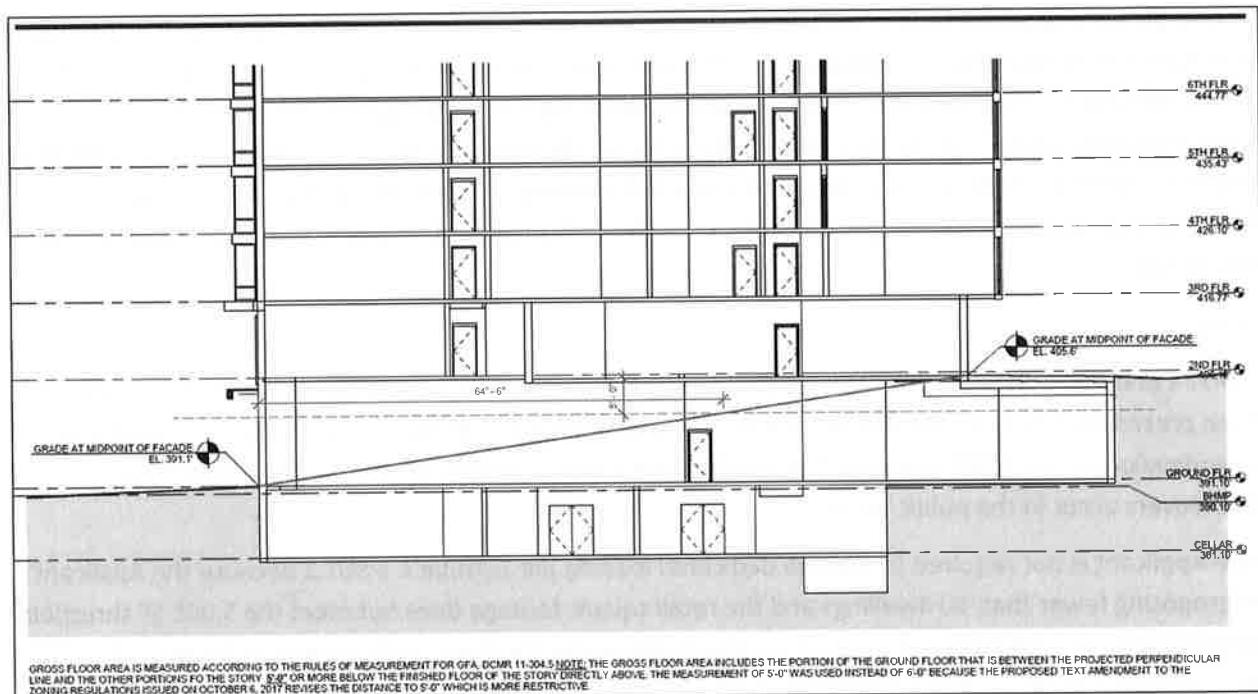 6TH FLR
444.77'
5TH FLR
435.43'
4TH FLR
426.10'
3RD FLR
416.77'
GRADE AT MIDPOINT OF FACADE
EL. 405.6'
2ND FLR
64'-6"
5'-0"
GRADE AT MIDPOINT OF FACADE
EL. 391.1'
GROUND FLR
391.10'
BHMP
390.10'
CELLAR
381.10'
GROSS FLOOR AREA IS MEASURED ACCORDING TO THE RULES OF MEASUREMENT FOR GFA, DCMR 11-304.5 NOTE: THE GROSS FLOOR AREA INCLUDES THE PORTION OF THE GROUND FLOOR THAT IS BETWEEN THE PROJECTED PERPENDICULAR
LINE AND THE OTHER PORTIONS FO THE STORY 5'-0" OR MORE BELOW THE FINISHED FLOOR OF THE STORY DIRECTLY ABOVE. THE MEASUREMENT OF 5'-0" WAS USED INSTEAD OF 6'-0" BECAUSE THE PROPOSED TEXT AMENDMENT TO THE
ZONING REGULATIONS ISSUED ON OCTOBER 6, 2017 REVISES THE DISTANCE TO 5'-0" WHICH IS MORE RESTRICTIVE.